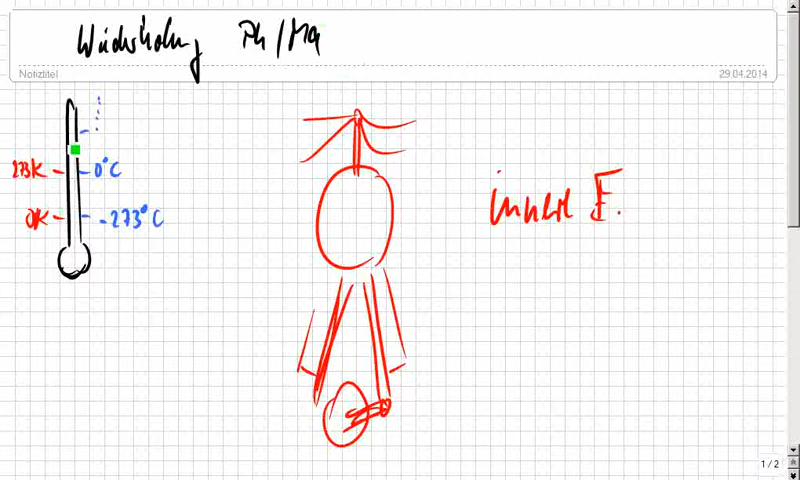 Wiederholung Ph/Ma
Notiztitel
29.04.2014
273K 0°C
0K -273°C
innere E.
1/2